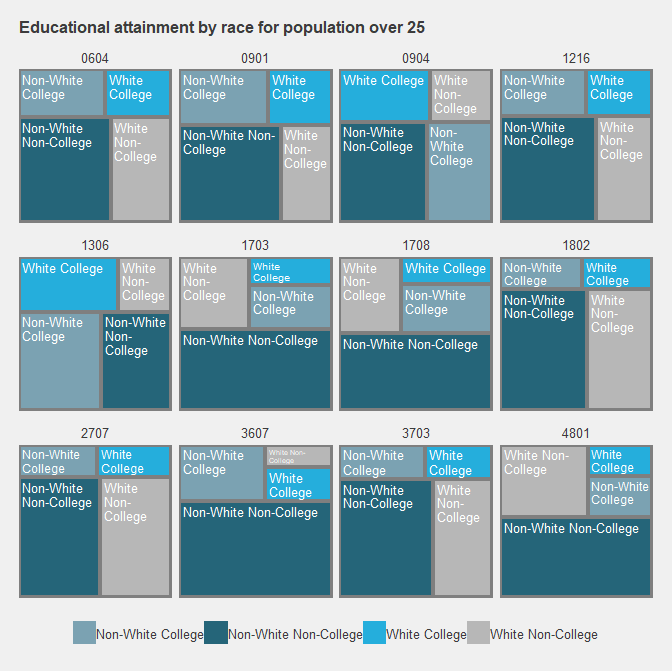 Educational attainment by race for population over 25
0604
Non-White
College
White
College
Non-White
Non-College
White
Non-
College
0901
Non-White
College
White
College
Non-White Non-
College
White
Non-
College
0904
White College
White
Non-
College
Non-White
Non-College
Non-
White
College
1216
Non-White
College
White
College
Non-White
Non-College
White
Non-
College
1306
White College
White
Non-
College
Non-White
College
Non-White
Non-
College
1703
White
Non-
College
White
College
Non-White
College
Non-White Non-College
1708
White
Non-
College
White College
Non-White
College
Non-White Non-College
1802
Non-White
College
White
College
Non-White
Non-College
White
Non-
College
2707
Non-White
College
White
College
Non-White
Non-College
White
Non-
College
3607
Non-White
College
White Non-
College
White
College
Non-White Non-College
3703
Non-White
College
White
College
Non-White
Non-College
White
Non-
College
4801
White Non-
College
White
College
Non-White
College
Non-White Non-College
Non-White College Non-White Non-College White College White Non-College